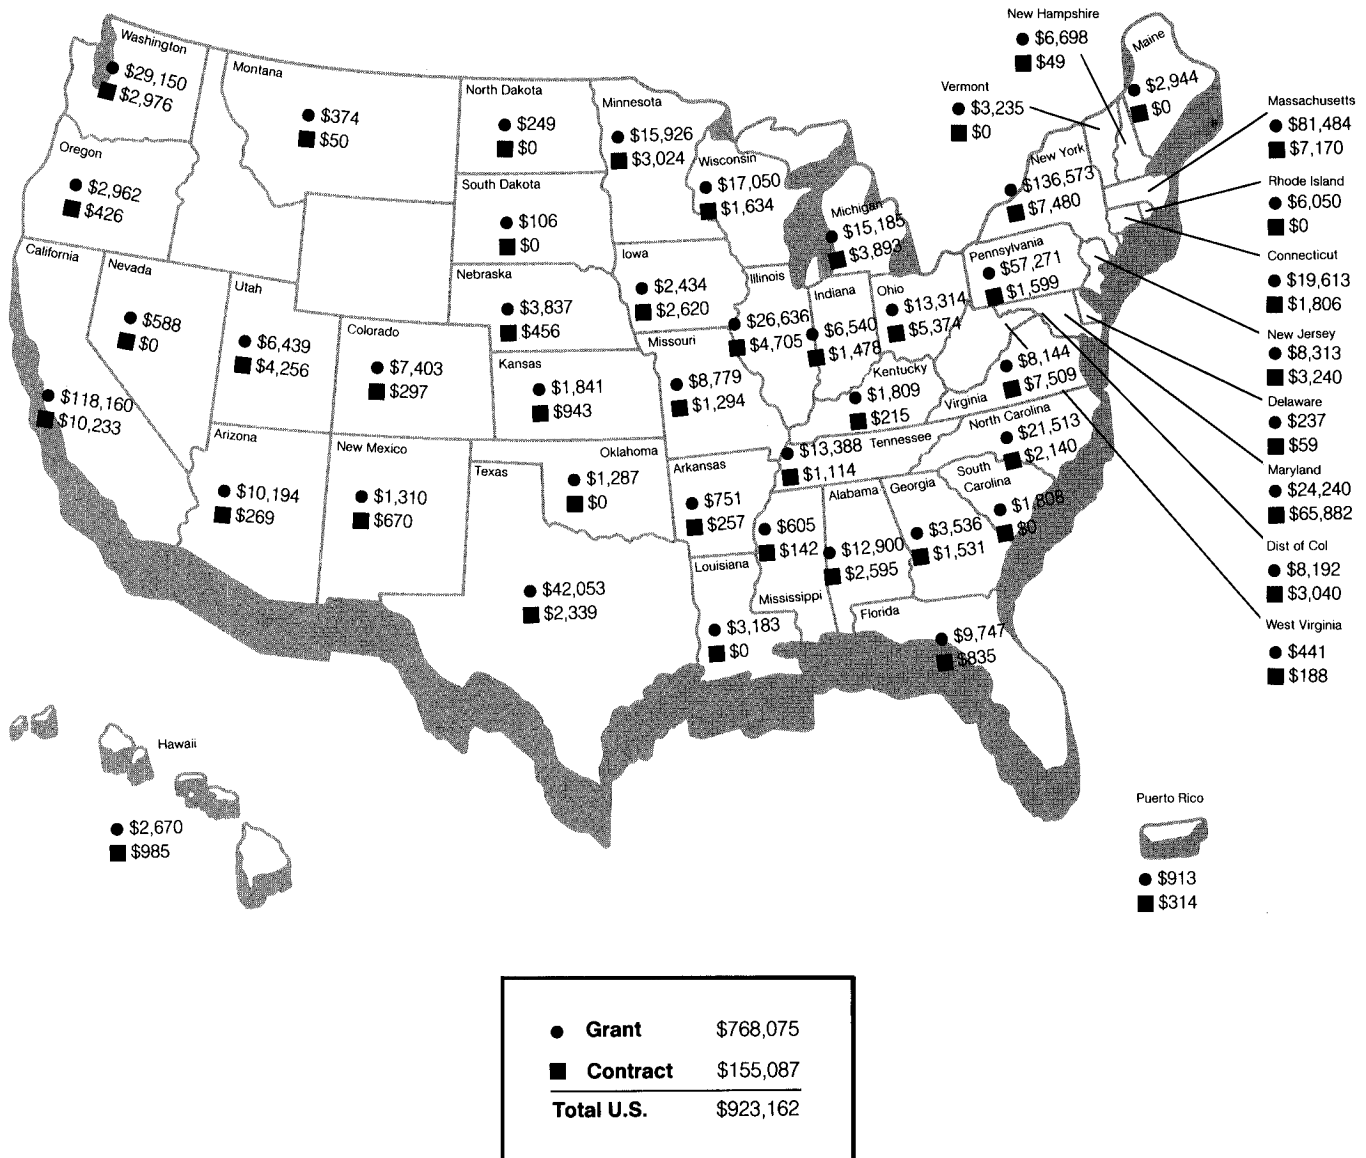 New Hampshire
● $6,698
■ $49
Washington
● $29,150
■ $2,976
Montana
● $374
■ $50
North Dakota
● $249
■ $0
Minnesota
● $15,926
■ $3,024
Vermont
● $3,235
■ $0
Maine
● $2,944
■ $0
Massachusetts
● $81,484
■ $7,170
Oregon
● $2,962
■ $426
South Dakota
● $106
■ $0
Wisconsin
● $17,050
■ $1,634
Michigan
● $15,185
■ $3,893
New York
● $136,573
■ $7,480
Rhode Island
● $6,050
■ $0
California
● $118,160
■ $10,233
Nevada
● $588
■ $0
Utah
● $6,439
■ $4,256
Colorado
● $7,403
■ $297
Nebraska
● $3,837
■ $456
Iowa
● $2,434
■ $2,620
Illinois
● $26,636
■ $4,705
Indiana
● $6,540
■ $1,478
Ohio
● $13,314
■ $5,374
Pennsylvania
● $57,271
■ $1,599
Connecticut
● $19,613
■ $1,806
New Jersey
● $8,313
■ $3,240
Kansas
● $1,841
■ $943
Missouri
● $8,779
■ $1,294
Kentucky
● $1,809
■ $215
Virginia
● $8,144
■ $7,509
Delaware
● $237
■ $59
Arizona
● $10,194
■ $269
New Mexico
● $1,310
■ $670
Texas
● $42,053
■ $2,339
Oklahoma
● $1,287
■ $0
Arkansas
● $751
■ $257
Tennessee
● $13,388
■ $1,114
North Carolina
● $21,513
■ $2,140
Maryland
● $24,240
■ $65,882
South
Carolina
● $1,808
■ $0
Mississippi
● $605
■ $142
Alabama
● $12,900
■ $2,595
Georgia
● $3,536
■ $1,531
Dist of Col
● $8,192
■ $3,040
Louisiana
● $3,183
■ $0
Florida
● $9,747
■ $835
West Virginia
● $441
■ $188
Hawaii
● $2,670
■ $985
Puerto Rico
● $913
■ $314
● Grant $768,075
■ Contract $155,087
Total U.S. $923,162